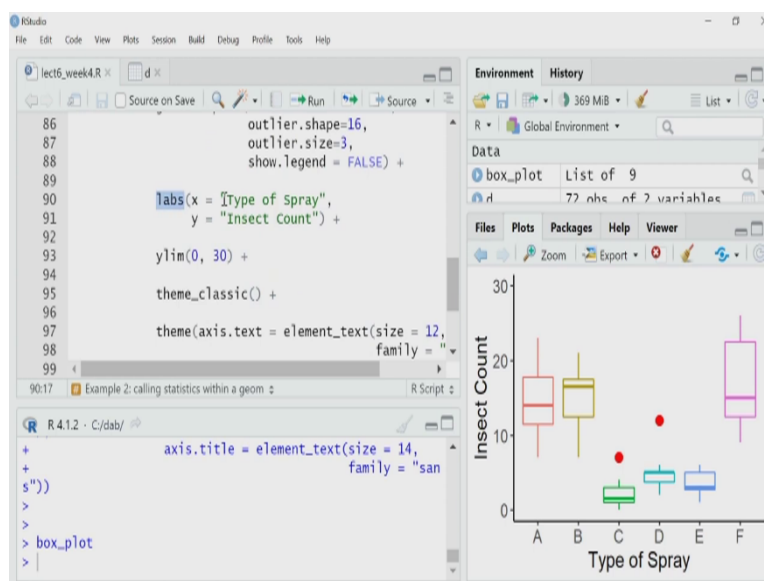 RStudio
File Edit Code View Plots Session Build Debug Profile Tools Help
lect6_week4.R × d ×
Source on Save Run Source
86 outlier.shape=16,
87 outlier.size=3,
88 show.legend = FALSE) +
89
90 labs(x = "Type of Spray",
91 y = "Insect Count") +
92
93 ylim(0, 30) +
94
95 theme_classic() +
96
97 theme(axis.text = element_text(size = 12,
98 family = "
99
90:17 Example 2: calling statistics within a geom R Script
R 4.1.2 · C:/dab/
+ axis.title = element_text(size = 14,
+ family = "san
s"))
>
>
> box_plot
>
Environment History
369 MiB List
R Global Environment
Data
box_plot List of 9
d 72 obs. of 2 variables
Files Plots Packages Help Viewer
Zoom Export
30
20
10
0
Insect Count
A B C D E F
Type of Spray